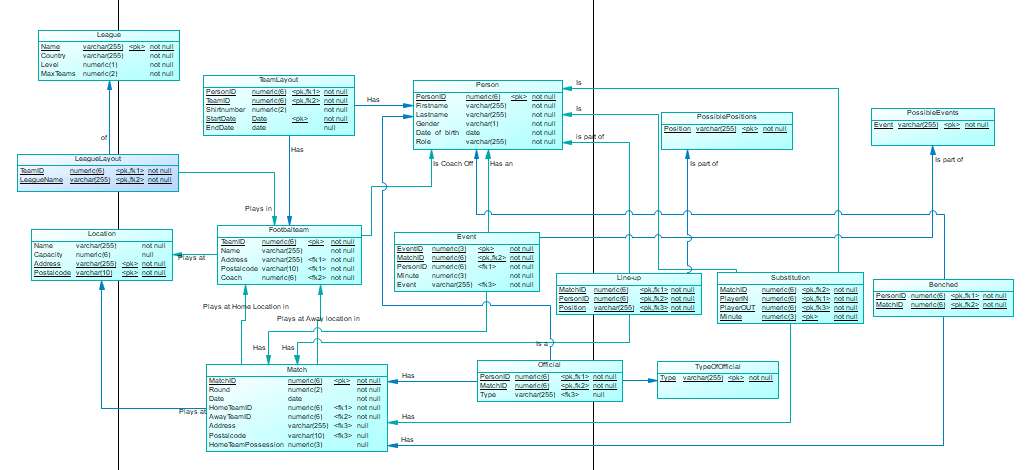 League
Name varchar(255) <pk> not null
Country varchar(255) not null
Level numeric(1) not null
MaxTeams numeric(2) not null
of
LeagueLayout
TeamID numeric(6) <pk,fk1> not null
LeagueName varchar(255) <pk,fk2> not null
TeamLayout
PersonID numeric(6) <pk,fk1> not null
TeamID numeric(6) <pk,fk2> not null
Shirtnumber numeric(2) not null
StartDate Date <pk> not null
EndDate date null
Has
Has
Plays in
Person
PersonID numeric(6) <pk> not null
Firstname varchar(255) not null
Lastname varchar(255) not null
Gender varchar(1) not null
Date_of_birth date not null
Role varchar(255) not null
Is
Is
Is part of
Is Coach Off
Has an
PossiblePositions
Position varchar(255) <pk> not null
Is part of
PossibleEvents
Event varchar(255) <pk> not null
Is part of
Location
Name varchar(255) not null
Capacity numeric(6) null
Address varchar(255) <pk> not null
Postalcode varchar(10) <pk> not null
Plays at
Footbalteam
TeamID numeric(6) <pk> not null
Name varchar(255) not null
Address varchar(255) <fk1> not null
Postalcode varchar(10) <fk1> not null
Coach numeric(6) <fk2> not null
Event
EventID numeric(3) <pk> not null
MatchID numeric(6) <pk,fk2> not null
PersonID numeric(6) <fk1> not null
Minute numeric(3) not null
Event varchar(255) <fk3> not null
Line-up
MatchID numeric(6) <pk,fk1> not null
PersonID numeric(6) <pk,fk2> not null
Position varchar(255) <pk,fk3> not null
Substitution
MatchID numeric(6) <pk,fk2> not null
PlayerIN numeric(6) <pk,fk1> not null
PlayerOUT numeric(6) <pk,fk3> not null
Minute numeric(3) <pk> not null
Benched
PersonID numeric(6) <pk,fk1> not null
MatchID numeric(6) <pk,fk2> not null
Plays at Home Location in
Plays at Away location in
Has
Has
Is a
Match
MatchID numeric(6) <pk> not null
Round numeric(2) not null
Date date not null
HomeTeamID numeric(6) <fk1> not null
AwayTeamID numeric(6) <fk2> not null
Address varchar(255) <fk3> null
Postalcode varchar(10) <fk3> null
HomeTeamPossession numeric(3) null
Plays at
Has
Official
PersonID numeric(6) <pk,fk1> not null
MatchID numeric(6) <pk,fk2> not null
Type varchar(255) <fk3> null
TypeOfOfficial
Type varchar(255) <pk> not null
Has
Has